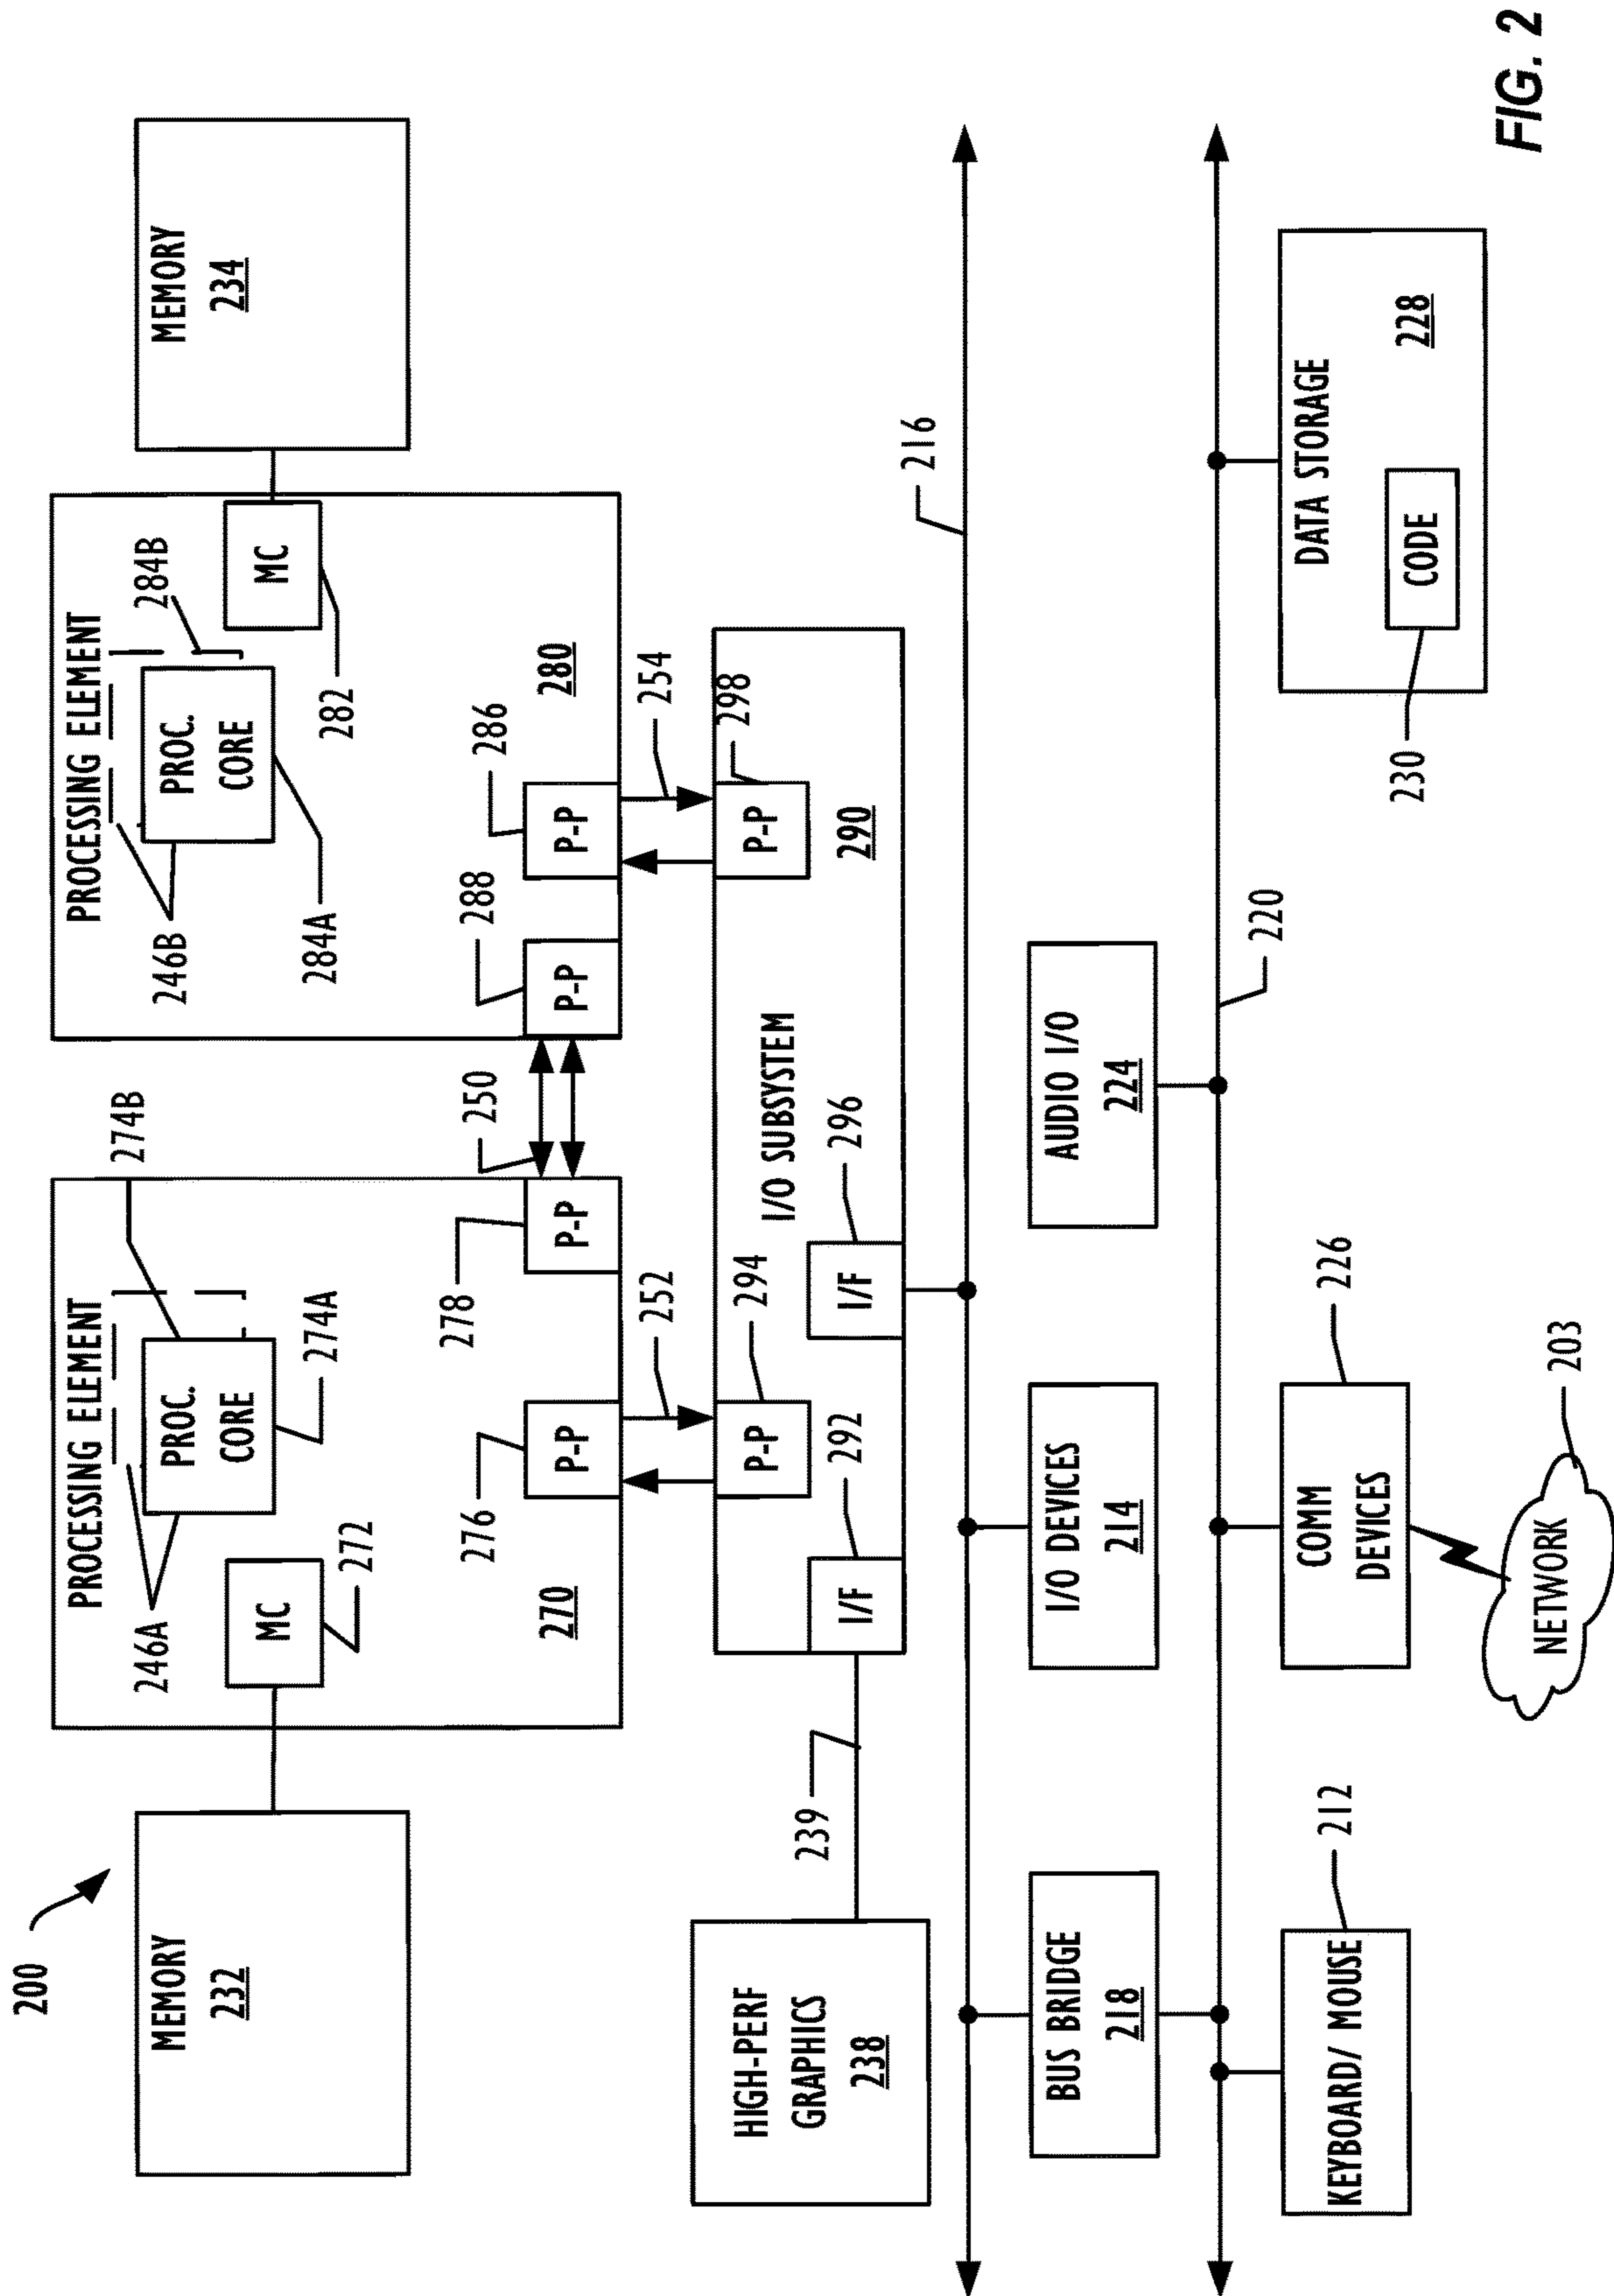 200
MEMORY
232
PROCESSING ELEMENT
246A
PROC.
CORE
274A
274B
MC
272
270
276
P-P
278
P-P
250
PROCESSING ELEMENT
246B
PROC.
CORE
284A
284B
MC
282
280
288
P-P
286
P-P
MEMORY
234
252
254
HIGH-PERF
GRAPHICS
238
239
I/O SUBSYSTEM
290
P-P
294
P-P
298
I/F
292
I/F
296
216
BUS BRIDGE
218
I/O DEVICES
214
AUDIO I/O
224
220
KEYBOARD/ MOUSE
212
COMM
DEVICES
226
NETWORK
203
DATA STORAGE
228
CODE
230
FIG. 2